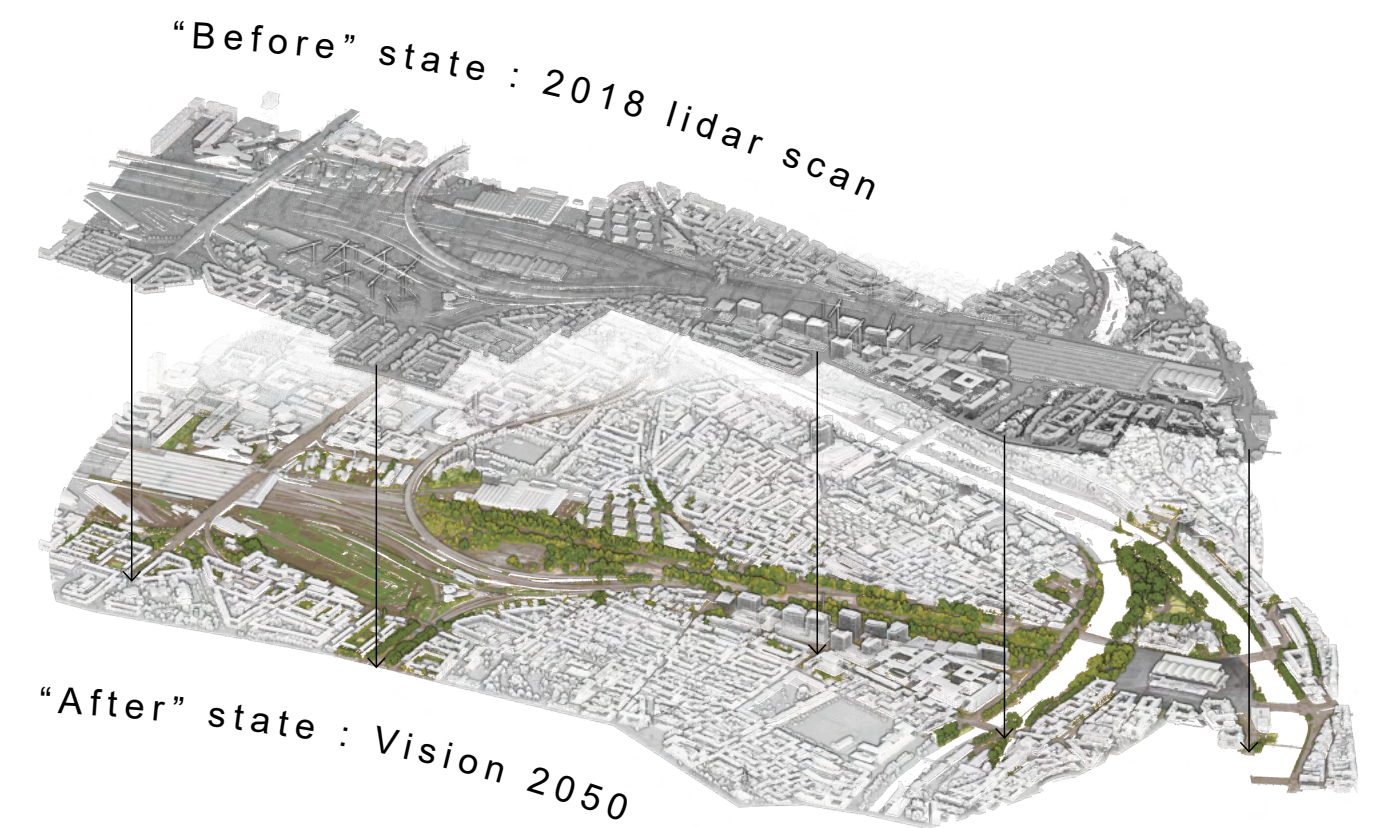 “Before” state : 2018 lidar scan
“After” state : Vision 2050